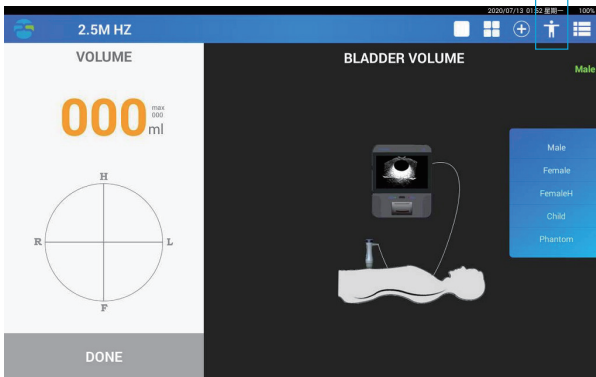 2020/07/13 01:52 星期一 100%
2.5M HZ
VOLUME
000
max
000
ml
H
R
L
F
DONE
BLADDER VOLUME
Male
Male
Female
FemaleH
Child
Phantom